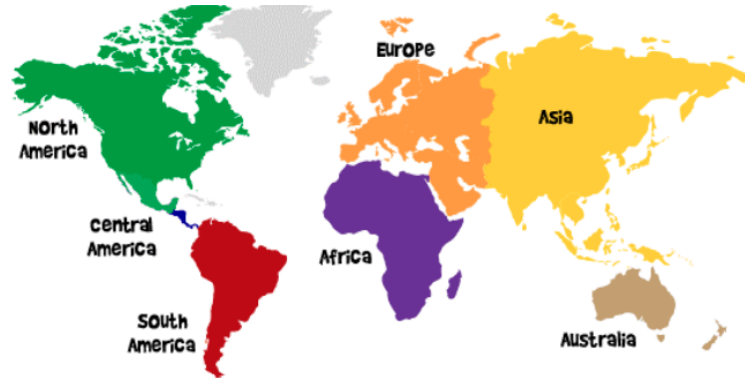 Europe
Asia
North
America
Central
America
Africa
South
America
Australia